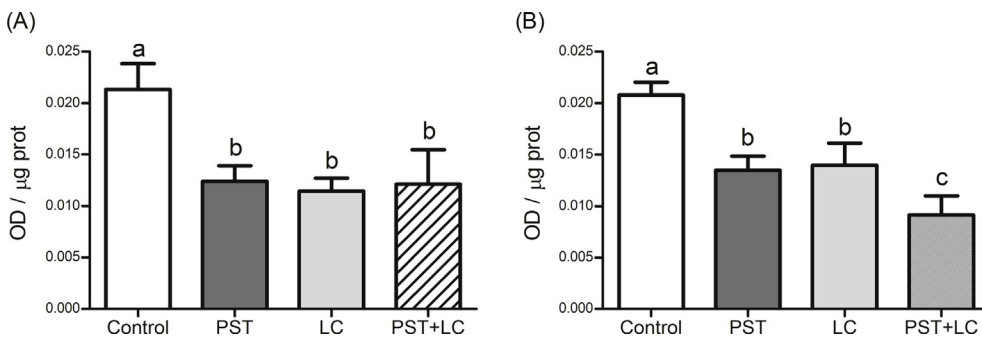 (A)
OD / μg prot
0.025
0.020
0.015
0.010
0.005
0.000
a
b
b
b
Control PST LC PST+LC
(B)
OD / μg prot
0.025
0.020
0.015
0.010
0.005
0.000
a
b
b
c
Control PST LC PST+LC